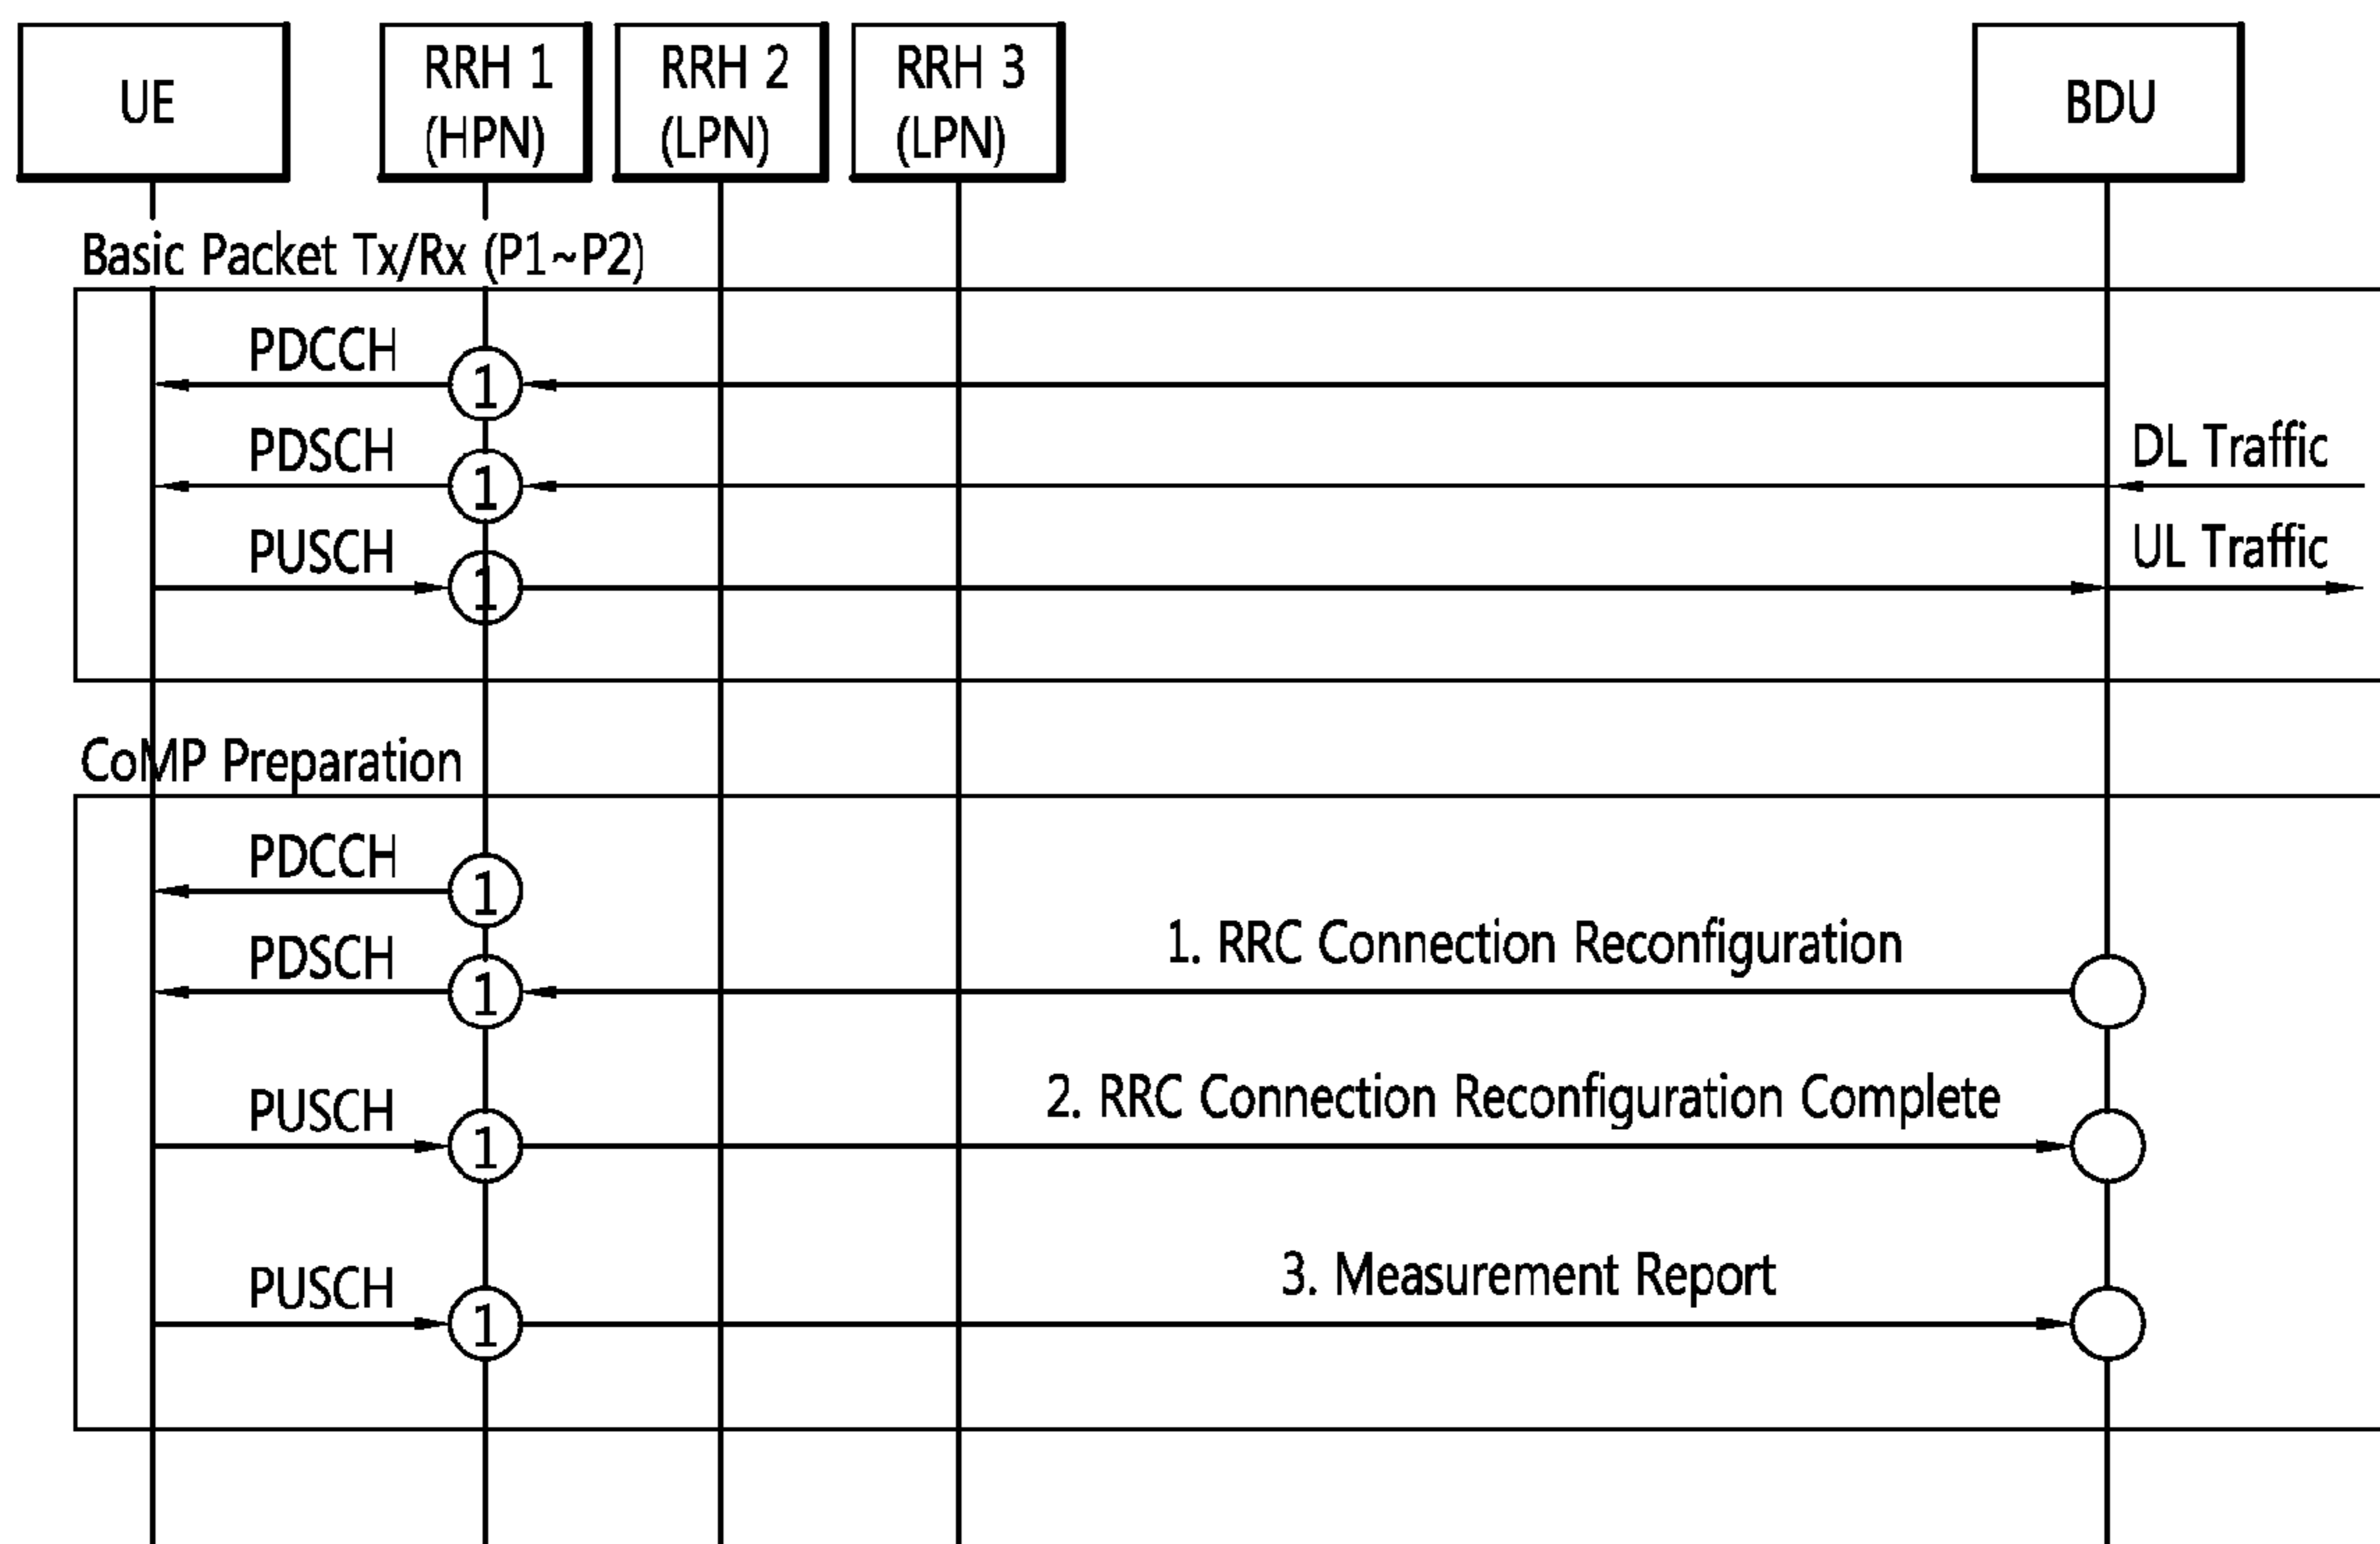 UE
RRH 1
(HPN)
RRH 2
(LPN)
RRH 3
(LPN)
BDU
Basic Packet Tx/Rx (P1~P2)
PDCCH
1
PDSCH
1
DL Traffic
PUSCH
1
UL Traffic
CoMP Preparation
PDCCH
1
PDSCH
1
1. RRC Connection Reconfiguration
PUSCH
1
2. RRC Connection Reconfiguration Complete
PUSCH
1
3. Measurement Report